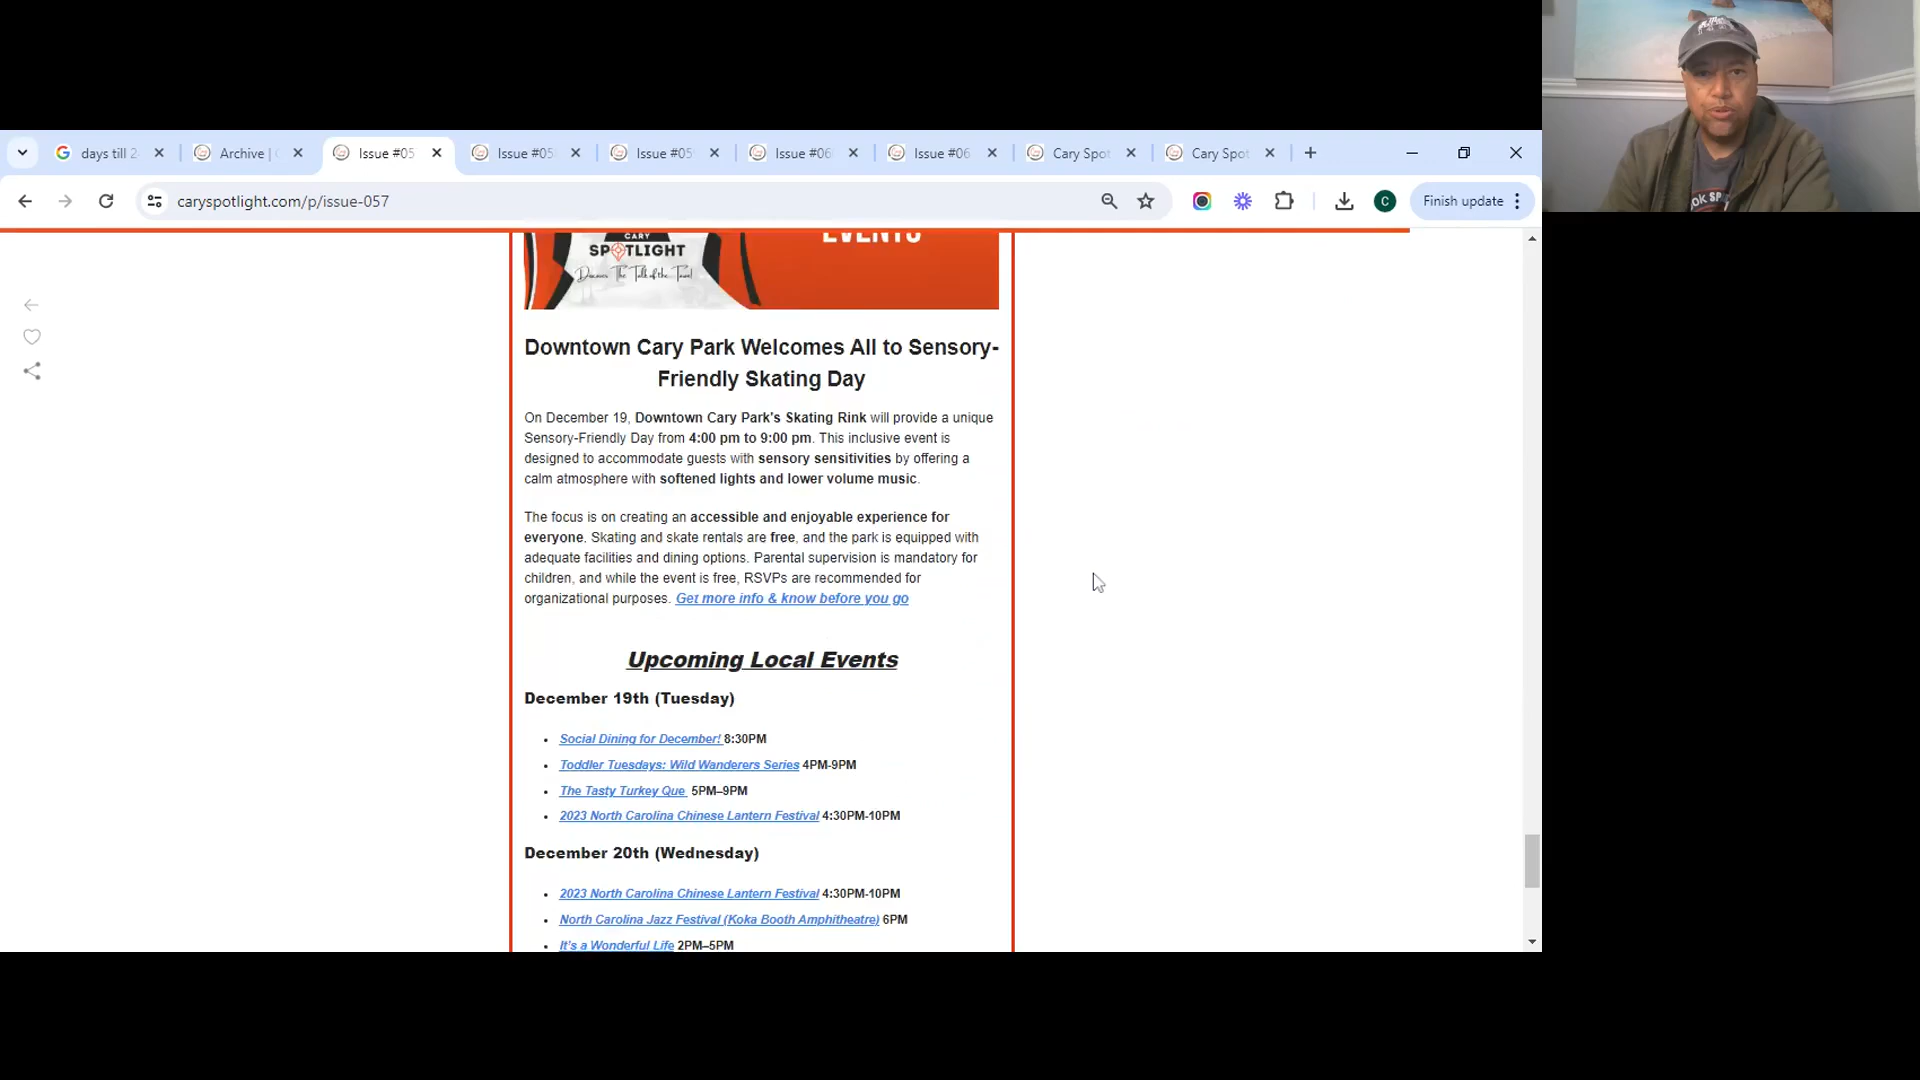 days till 2
Archive |
Issue #05
Issue #05
Issue #05
Issue #06
Issue #06
Cary Spot
Cary Spot
caryspotlight.com/p/issue-057
C
Finish update
CARY
SPOTLIGHT
Discover The Talk of the Town!
EVENTS
Downtown Cary Park Welcomes All to Sensory-
Friendly Skating Day
On December 19, Downtown Cary Park's Skating Rink will provide a unique
Sensory-Friendly Day from 4:00 pm to 9:00 pm. This inclusive event is
designed to accommodate guests with sensory sensitivities by offering a
calm atmosphere with softened lights and lower volume music.
The focus is on creating an accessible and enjoyable experience for
everyone. Skating and skate rentals are free, and the park is equipped with
adequate facilities and dining options. Parental supervision is mandatory for
children, and while the event is free, RSVPs are recommended for
organizational purposes. Get more info & know before you go
Upcoming Local Events
December 19th (Tuesday)
• Social Dining for December! 8:30PM
• Toddler Tuesdays: Wild Wanderers Series 4PM-9PM
• The Tasty Turkey Que 5PM–9PM
• 2023 North Carolina Chinese Lantern Festival 4:30PM-10PM
December 20th (Wednesday)
• 2023 North Carolina Chinese Lantern Festival 4:30PM-10PM
• North Carolina Jazz Festival (Koka Booth Amphitheatre) 6PM
• It's a Wonderful Life 2PM–5PM